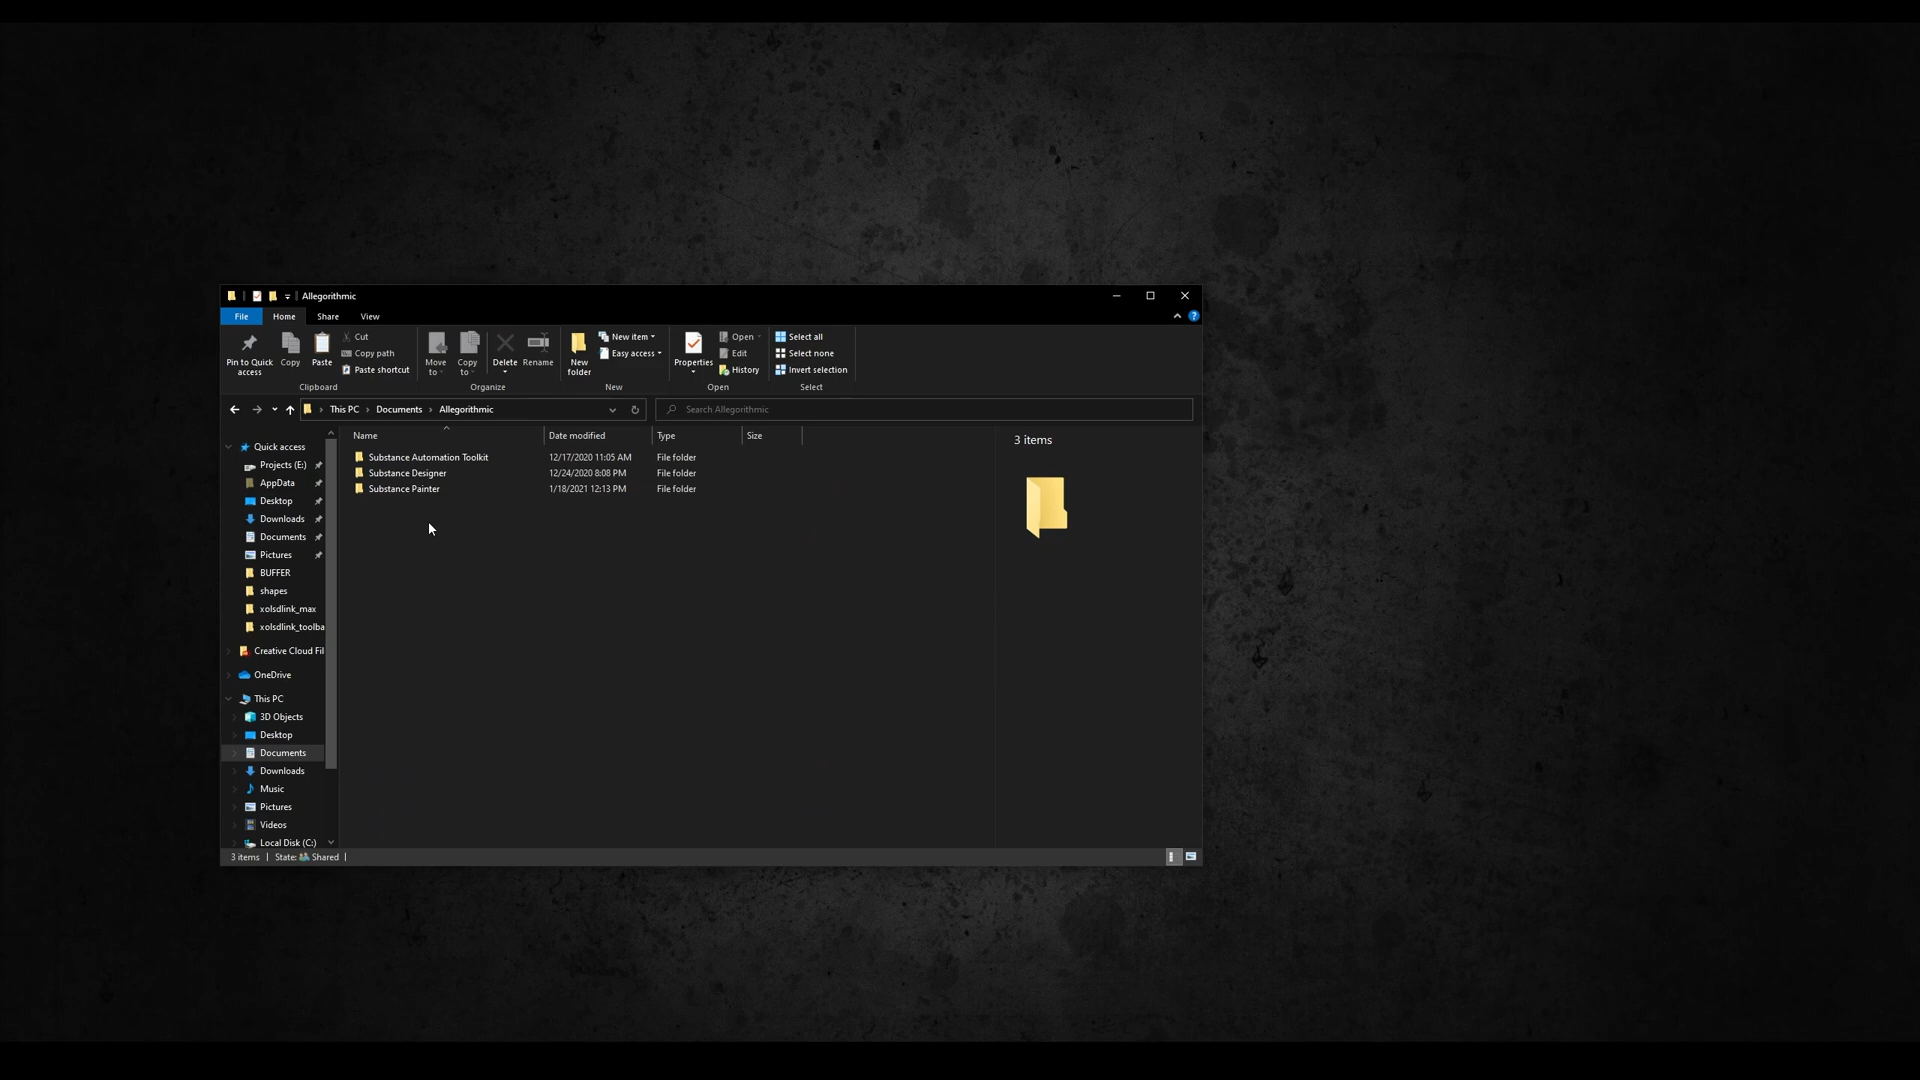 Allegorithmic
File Home Share View
Pin to Quick access
Copy
Paste
Cut
Copy path
Paste shortcut
Clipboard
Move to
Copy to
Delete
Rename
Organize
New folder
New item
Easy access
New
Properties
Open
Edit
History
Open
Select all
Select none
Invert selection
Select
This PC Documents Allegorithmic
Search Allegorithmic
Name Date modified Type Size
Substance Automation Toolkit 12/17/2020 11:05 AM File folder
Substance Designer 12/24/2020 8:08 PM File folder
Substance Painter 1/18/2021 12:13 PM File folder
3 items
Quick access
Projects (E:)
AppData
Desktop
Downloads
Documents
Pictures
BUFFER
shapes
xolsdlink_max
xolsdlink_toolba
Creative Cloud Fil
OneDrive
This PC
3D Objects
Desktop
Documents
Downloads
Music
Pictures
Videos
Local Disk (C:)
3 items State: Shared